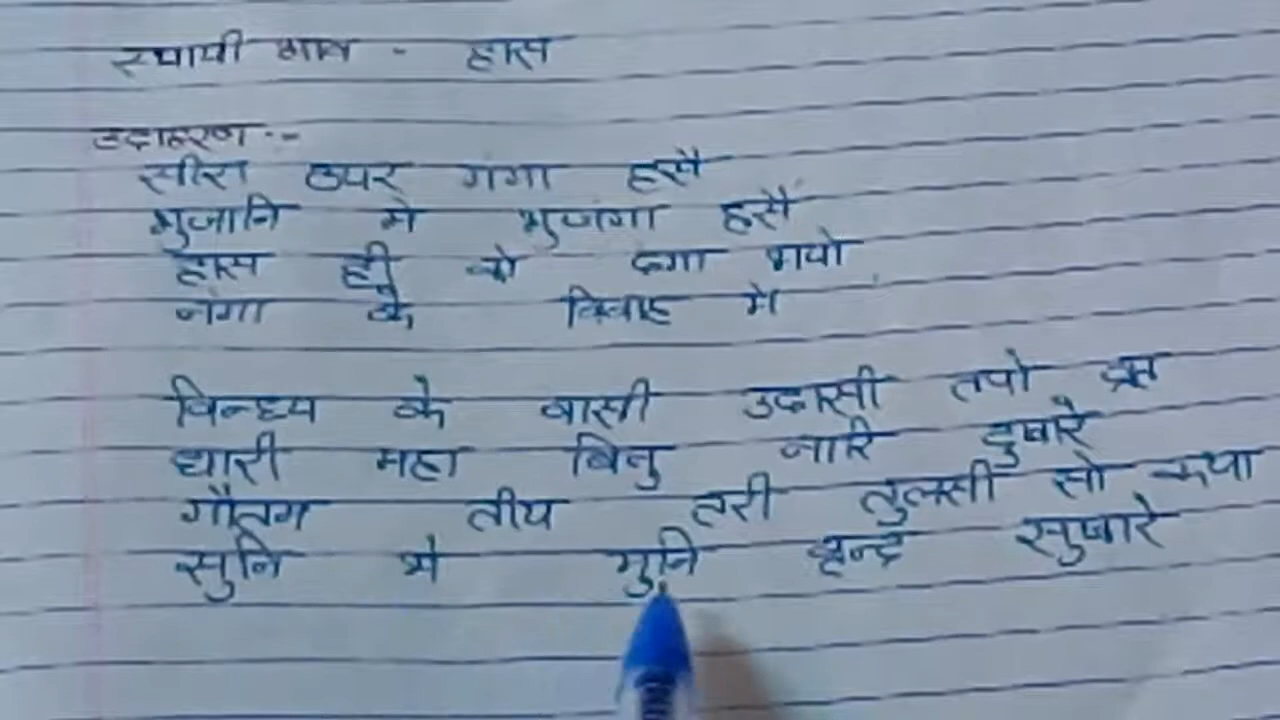 स्थायी भाव - हास
उदाहरण :-
सीस ऊपर गंगा हसै
भुजानि मे भुजंगा हसैं
हास ही को दंगा भयो
नंगा के विवाह में
विन्ध्य के वासी उदासी तपो व्रत
धारी महा बिनु नारि दुखारे
गौतम तीय तरी तुलसी सो कथा
सुनि भे मुनि वृन्द सुखारे